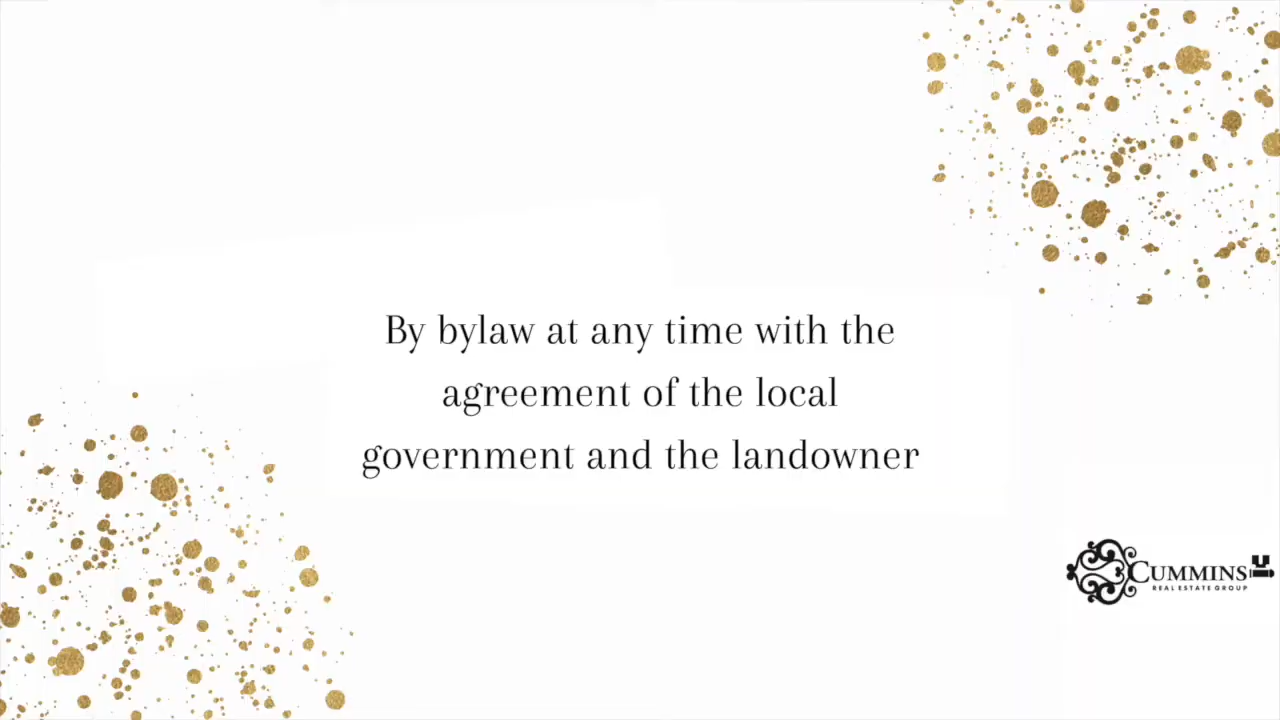 By bylaw at any time with the
agreement of the local
government and the landowner
CUMMINS
REAL ESTATE GROUP